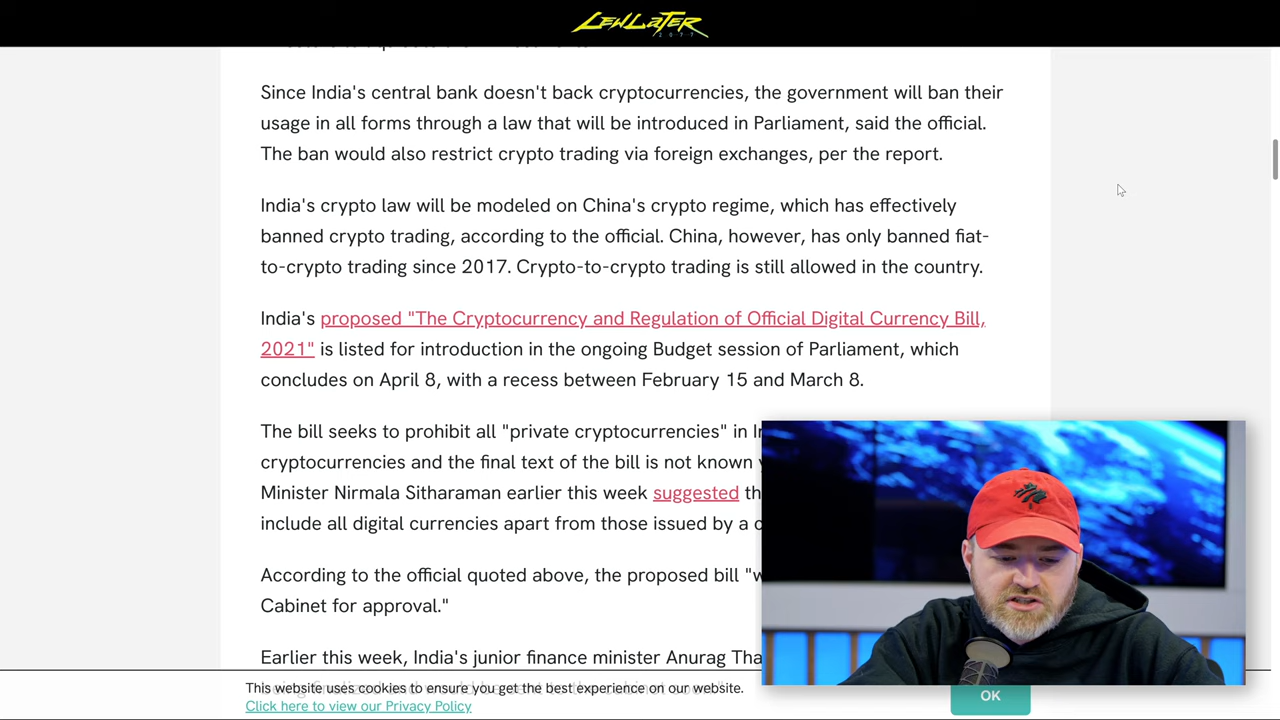 LEWLATER
2077
Since India's central bank doesn't back cryptocurrencies, the government will ban their
usage in all forms through a law that will be introduced in Parliament, said the official.
The ban would also restrict crypto trading via foreign exchanges, per the report.
India's crypto law will be modeled on China's crypto regime, which has effectively
banned crypto trading, according to the official. China, however, has only banned fiat-
to-crypto trading since 2017. Crypto-to-crypto trading is still allowed in the country.
India's proposed "The Cryptocurrency and Regulation of Official Digital Currency Bill,
2021" is listed for introduction in the ongoing Budget session of Parliament, which
concludes on April 8, with a recess between February 15 and March 8.
The bill seeks to prohibit all "private cryptocurrencies" in
cryptocurrencies and the final text of the bill is not known
Minister Nirmala Sitharaman earlier this week suggested
include all digital currencies apart from those issued by a
According to the official quoted above, the proposed bill
Cabinet for approval."
Earlier this week, India's junior finance minister Anurag
This website uses cookies to ensure you get the best experience on our website.
Click here to view our Privacy Policy
OK